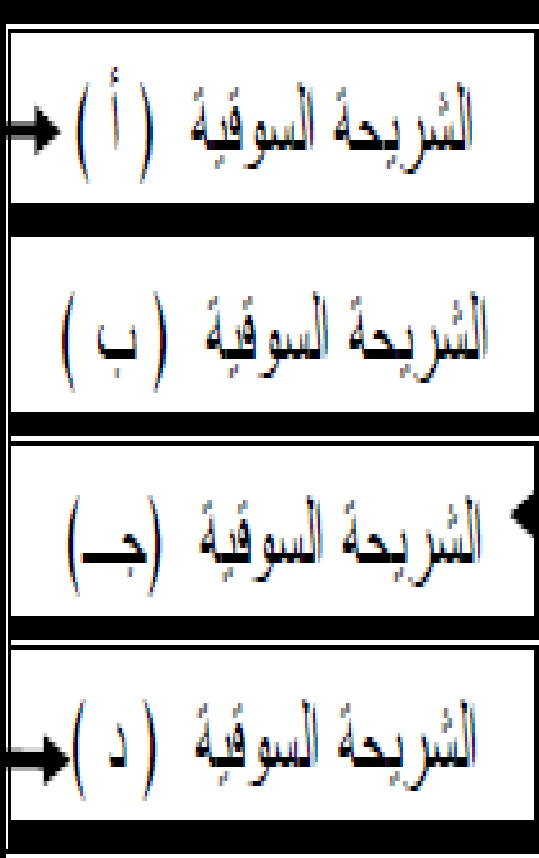 الشريحة السوقية ( أ )
الشريحة السوقية ( ب )
الشريحة السوقية (جـ)
الشريحة السوقية ( د )